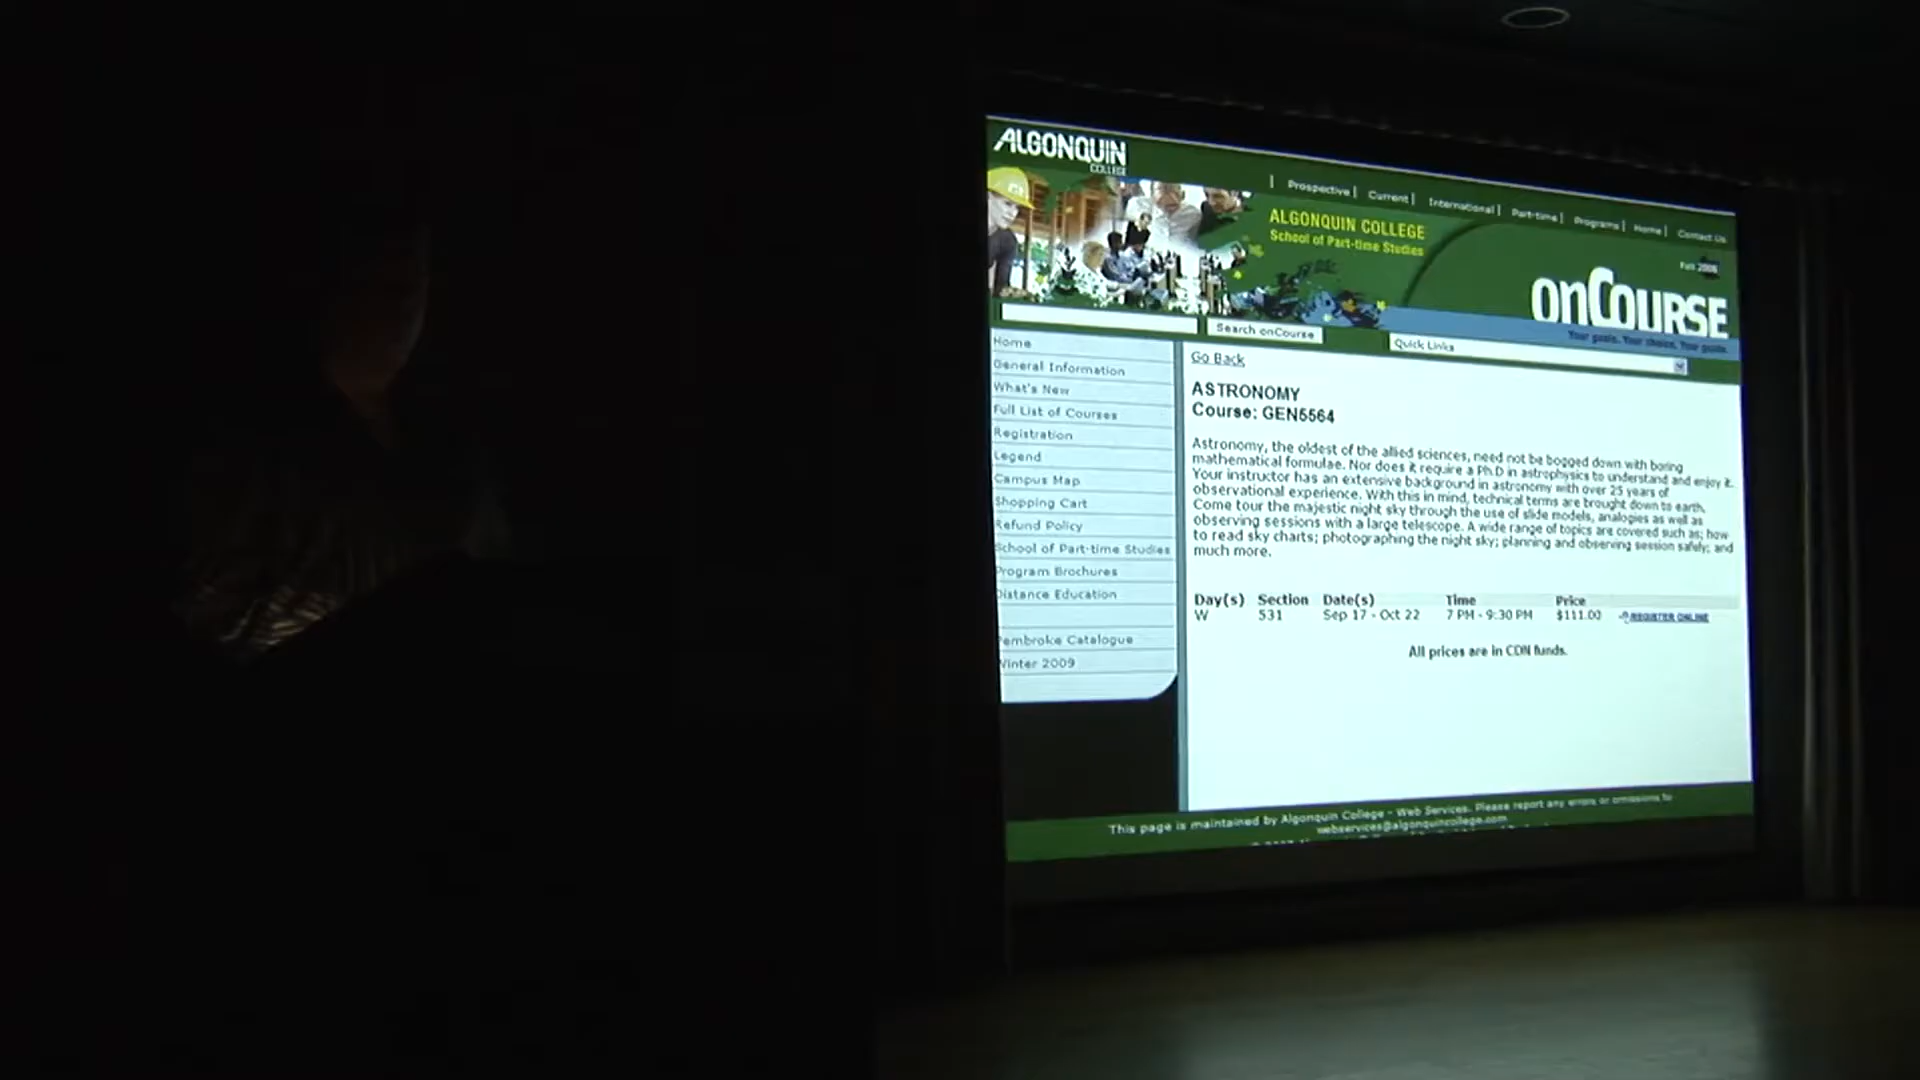 ALGONQUIN
COLLEGE
Prospective | Current | International | Part-time | Programs | Home | Contact Us
ALGONQUIN COLLEGE
School of Part-time Studies
Fall 2008
onCOURSE
Your goals. Your choice. Your guide.
Search onCourse
Quick Links
Home
General Information
What's New
Full List of Courses
Registration
Legend
Campus Map
Shopping Cart
Refund Policy
School of Part-time Studies
Program Brochures
Distance Education
Pembroke Catalogue
Winter 2009
Go Back
ASTRONOMY
Course: GEN5564
Astronomy, the oldest of the allied sciences, need not be bogged down with boring
mathematical formulae. Nor does it require a Ph.D in astrophysics to understand and enjoy it.
Your instructor has an extensive background in astronomy with over 25 years of
observational experience. With this in mind, technical terms are brought down to earth.
Come tour the majestic night sky through the use of slide models, analogies as well as
observing sessions with a large telescope. A wide range of topics are covered such as; how
to read sky charts; photographing the night sky; planning and observing session safely; and
much more.
Day(s) Section Date(s) Time Price
W 531 Sep 17 - Oct 22 7 PM - 9:30 PM $111.00 REGISTER ONLINE
All prices are in CDN funds.
This page is maintained by Algonquin College - Web Services. Please report any errors or omissions to
webservices@algonquincollege.com